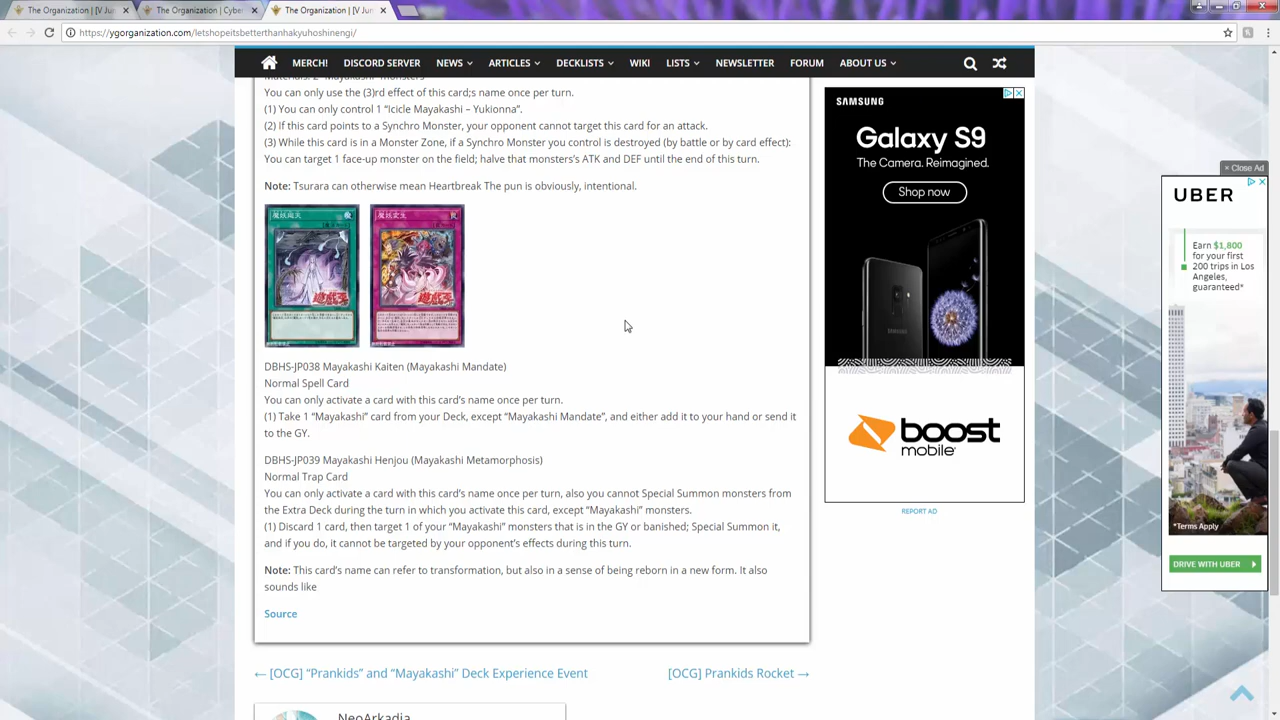 The Organization | [V Jun
The Organization | Cyber
The Organization | [V Jun
https://ygorganization.com/letshopeitsbetterthanhakyuhoshinengi/
MERCH!
DISCORD SERVER
NEWS
ARTICLES
DECKLISTS
WIKI
LISTS
NEWSLETTER
FORUM
ABOUT US
You can only use the (3)rd effect of this card;s name once per turn.
(1) You can only control 1 “Icicle Mayakashi – Yukionna”.
(2) If this card points to a Synchro Monster, your opponent cannot target this card for an attack.
(3) While this card is in a Monster Zone, if a Synchro Monster you control is destroyed (by battle or by card effect):
You can target 1 face-up monster on the field; halve that monsters’s ATK and DEF until the end of this turn.
Note: Tsurara can otherwise mean Heartbreak The pun is obviously, intentional.
DBHS-JP038 Mayakashi Kaiten (Mayakashi Mandate)
Normal Spell Card
You can only activate a card with this card’s name once per turn.
(1) Take 1 “Mayakashi” card from your Deck, except “Mayakashi Mandate”, and either add it to your hand or send it
to the GY.
DBHS-JP039 Mayakashi Henjou (Mayakashi Metamorphosis)
Normal Trap Card
You can only activate a card with this card’s name once per turn, also you cannot Special Summon monsters from
the Extra Deck during the turn in which you activate this card, except “Mayakashi” monsters.
(1) Discard 1 card, then target 1 of your “Mayakashi” monsters that is in the GY or banished; Special Summon it,
and if you do, it cannot be targeted by your opponent’s effects during this turn.
Note: This card’s name can refer to transformation, but also in a sense of being reborn in a new form. It also
sounds like
Source
← [OCG] “Prankids” and “Mayakashi” Deck Experience Event
[OCG] Prankids Rocket →
NeoArkadia
SAMSUNG
Galaxy S9
The Camera. Reimagined.
Shop now
boost
mobile
REPORT AD
× Close Ad
UBER
Earn $1,800
for your first
200 trips in Los
Angeles,
guaranteed*
*Terms Apply
DRIVE WITH UBER